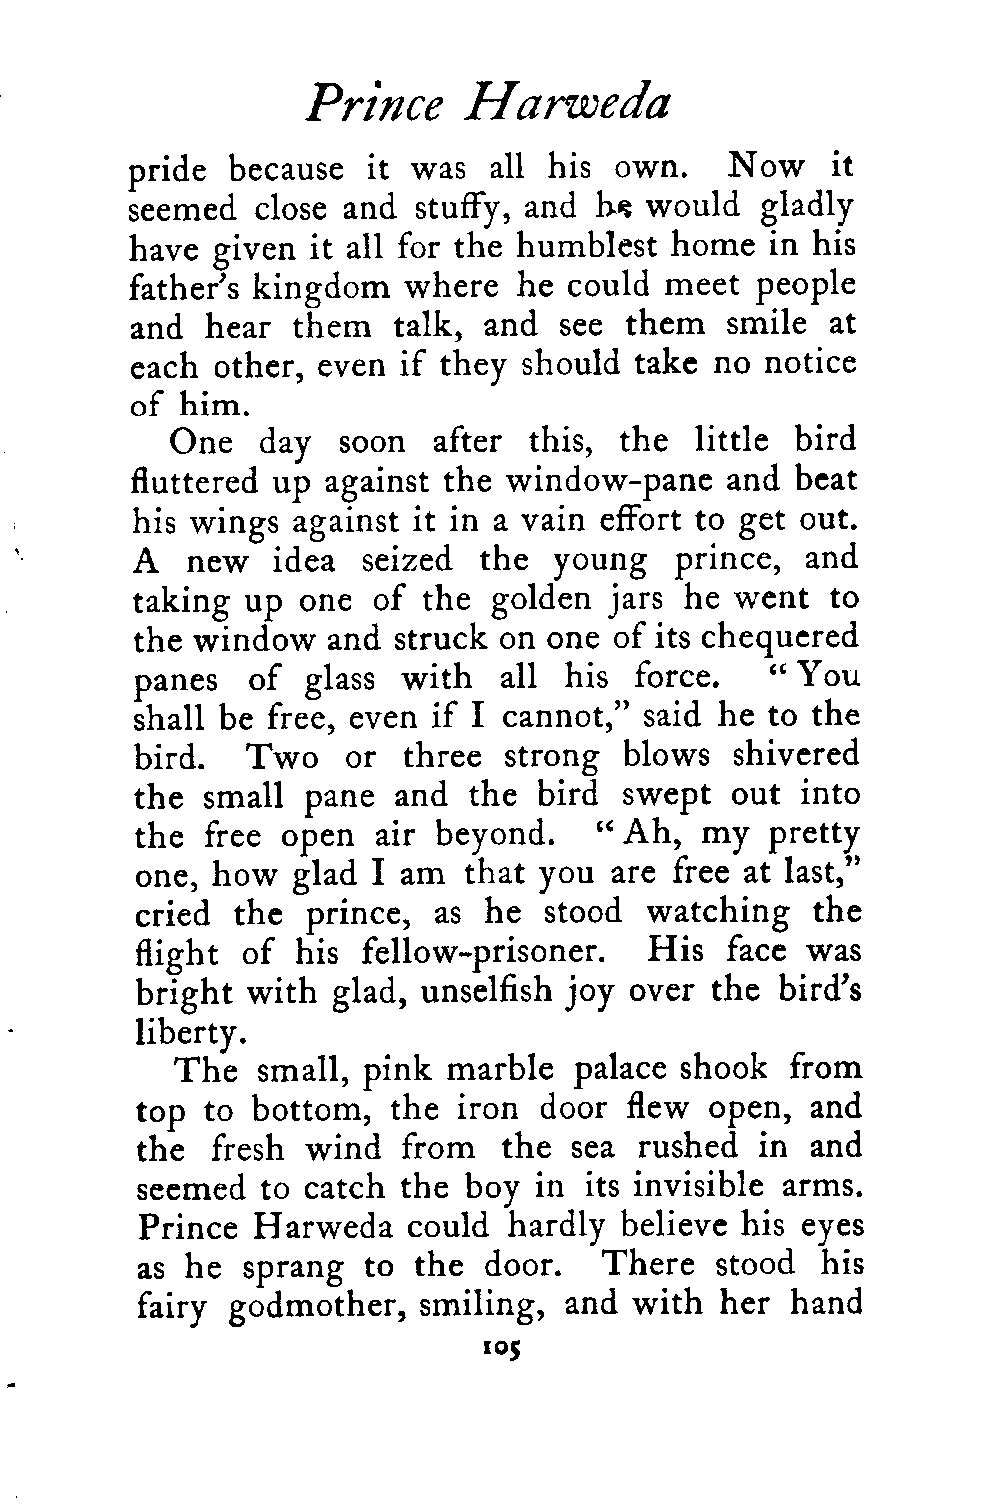 Prince Harweda
pride because it was all his own. Now it
seemed close and stuffy, and he would gladly
have given it all for the humblest home in his
father's kingdom where he could meet people
and hear them talk, and see them smile at
each other, even if they should take no notice
of him.
One day soon after this, the little bird
fluttered up against the window-pane and beat
his wings against it in a vain effort to get out.
A new idea seized the young prince, and
taking up one of the golden jars he went to
the window and struck on one of its chequered
panes of glass with all his force. “You
shall be free, even if I cannot,” said he to the
bird. Two or three strong blows shivered
the small pane and the bird swept out into
the free open air beyond. “Ah, my pretty
one, how glad I am that you are free at last,”
cried the prince, as he stood watching the
flight of his fellow-prisoner. His face was
bright with glad, unselfish joy over the bird's
liberty.
The small, pink marble palace shook from
top to bottom, the iron door flew open, and
the fresh wind from the sea rushed in and
seemed to catch the boy in its invisible arms.
Prince Harweda could hardly believe his eyes
as he sprang to the door. There stood his
fairy godmother, smiling, and with her hand
105